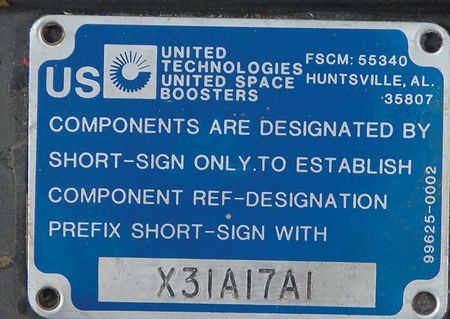 US
UNITED
TECHNOLOGIES
UNITED SPACE
BOOSTERS
FSCM: 55340
HUNTSVILLE, AL.
35807
COMPONENTS ARE DESIGNATED BY
SHORT-SIGN ONLY. TO ESTABLISH
COMPONENT REF-DESIGNATION
PREFIX SHORT-SIGN WITH
X31A17A1
99625-0002